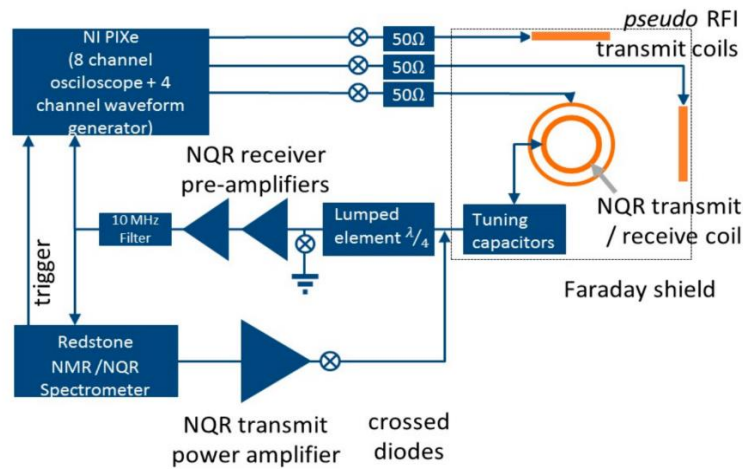 NI PIXe
(8 channel
osciloscope + 4
channel waveform
generator)
50Ω
50Ω
50Ω
pseudo RFI
transmit coils
NQR receiver
pre-amplifiers
10 MHz
Filter
Lumped
element λ/4
Tuning
capacitors
NQR transmit
/ receive coil
Faraday shield
trigger
Redstone
NMR/NQR
Spectrometer
NQR transmit
power amplifier
crossed
diodes